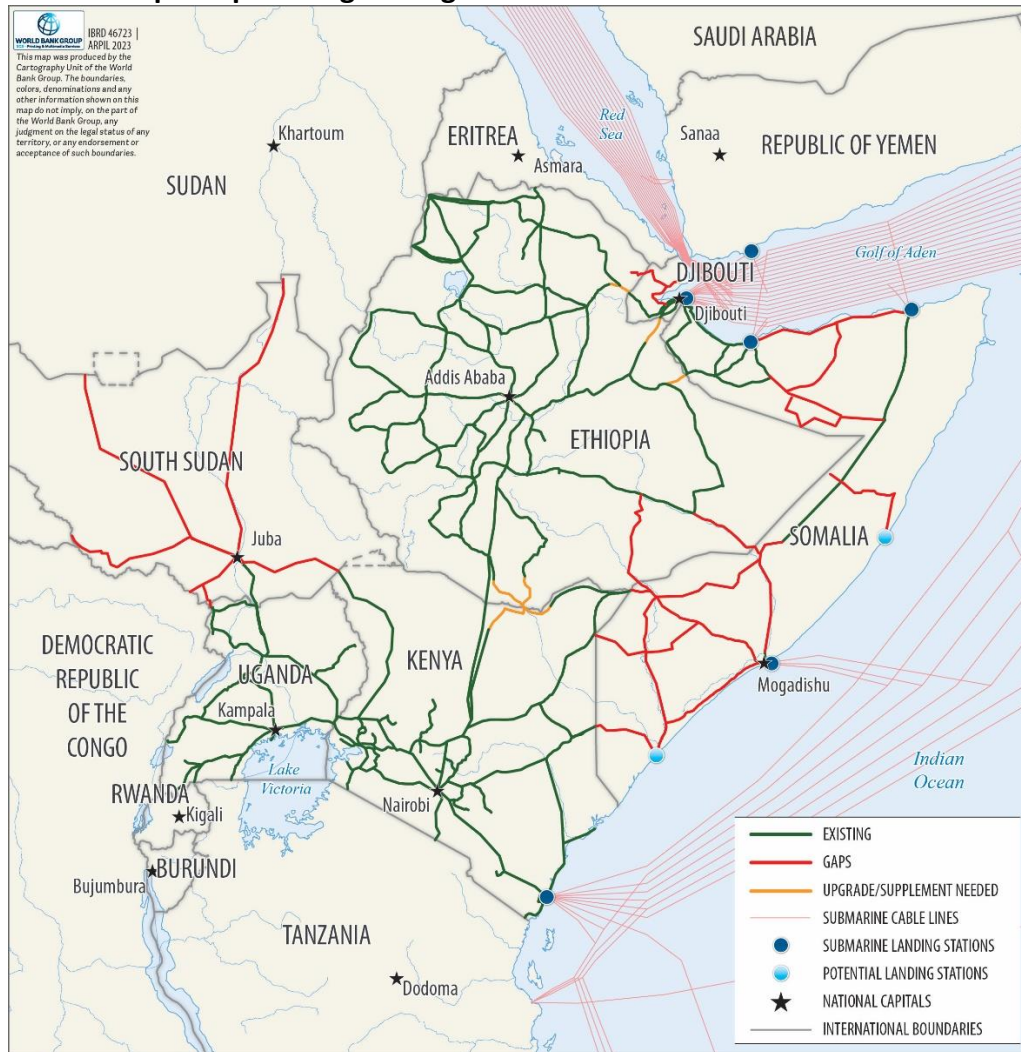 WORLD BANK GROUP
IBRD 46723 |
ARPIL 2023
This map was produced by the
Cartography Unit of the World
Bank Group. The boundaries,
colors, denominations and any
other information shown on this
map do not imply, on the part of
the World Bank Group, any
judgment on the legal status of any
territory, or any endorsement or
acceptance of such boundaries.
SAUDI ARABIA
Red
Sea
Khartoum
ERITREA
Sanaa
REPUBLIC OF YEMEN
Asmara
SUDAN
Golf of Aden
DJIBOUTI
Djibouti
Addis Ababa
ETHIOPIA
SOUTH SUDAN
SOMALIA
Juba
DEMOCRATIC
REPUBLIC
OF THE
CONGO
UGANDA
KENYA
Mogadishu
Kampala
Indian
Ocean
Lake
Victoria
RWANDA
Kigali
Nairobi
BURUNDI
Bujumbura
TANZANIA
Dodoma
EXISTING
GAPS
UPGRADE/SUPPLEMENT NEEDED
SUBMARINE CABLE LINES
SUBMARINE LANDING STATIONS
POTENTIAL LANDING STATIONS
NATIONAL CAPITALS
INTERNATIONAL BOUNDARIES